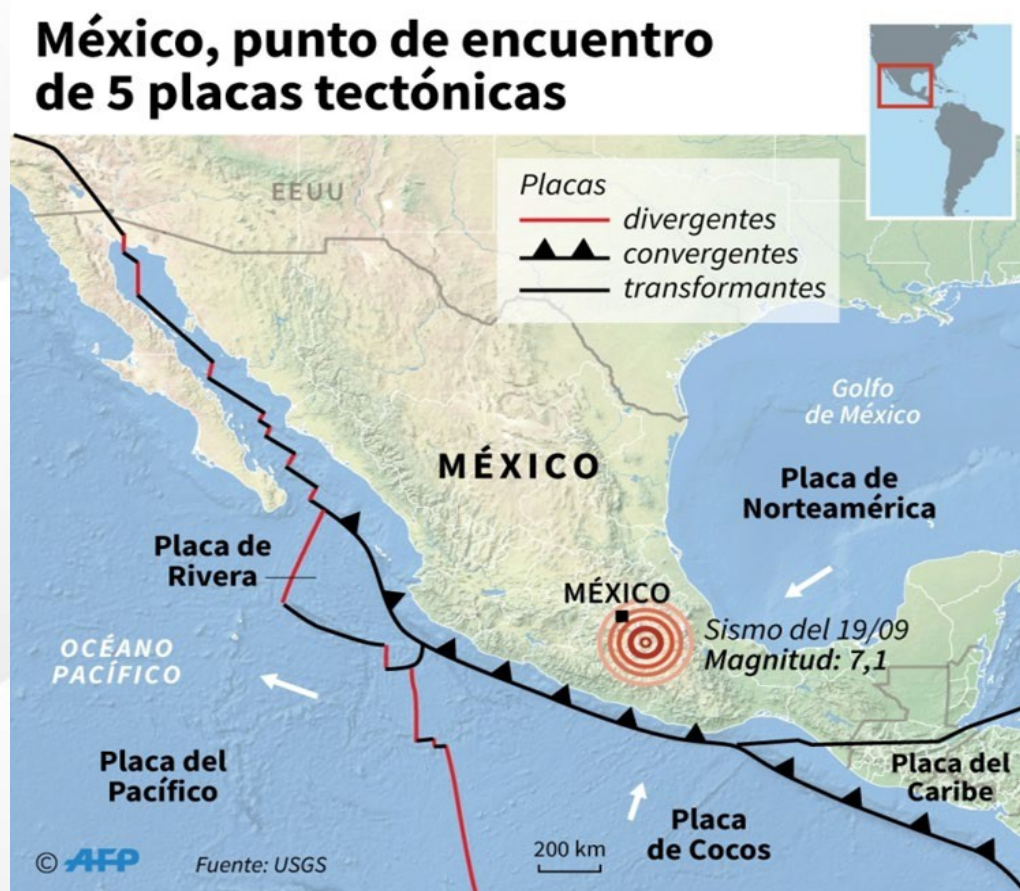 México, punto de encuentro
de 5 placas tectónicas
EEUU
Placas
divergentes
convergentes
transformantes
Golfo
de México
MÉXICO
Placa de
Norteamérica
Placa de
Rivera
MÉXICO
Sismo del 19/09
Magnitud: 7,1
OCÉANO
PACÍFICO
Placa del
Pacífico
Placa del
Caribe
Placa
de Cocos
200 km
© AFP
Fuente: USGS